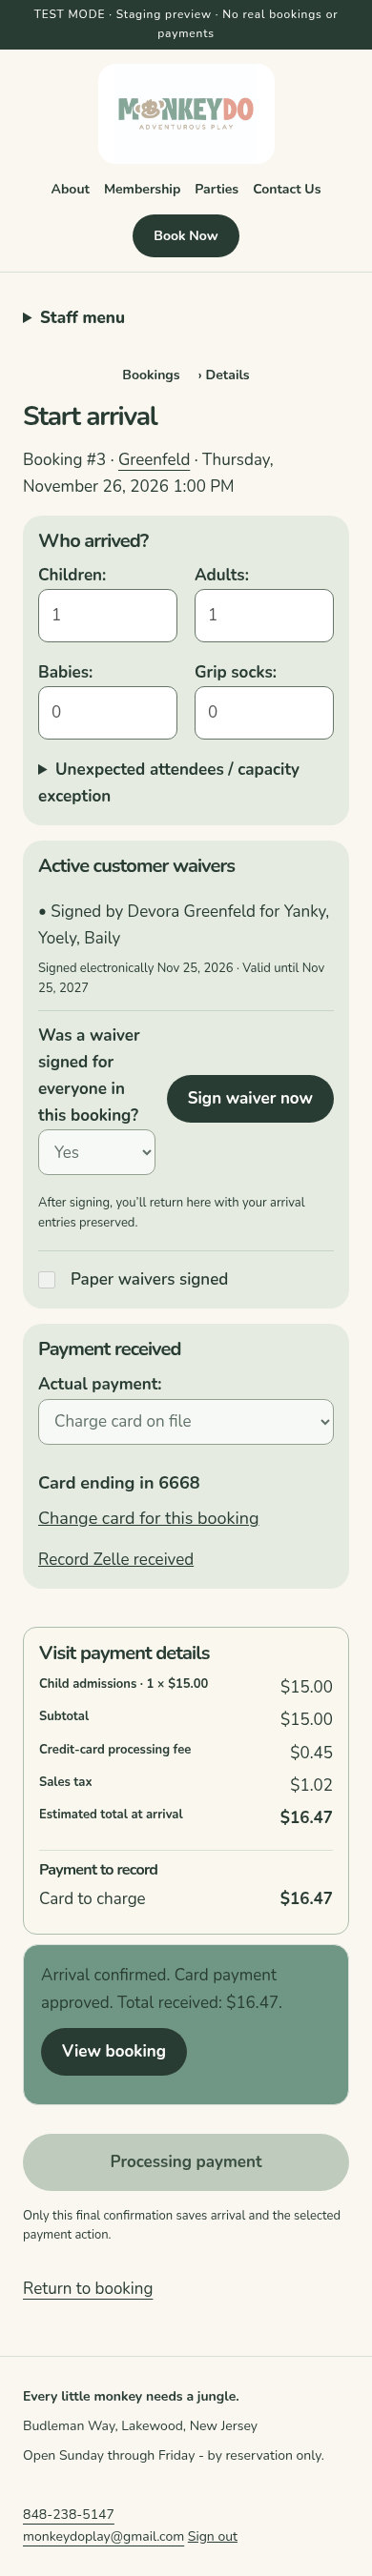 TEST MODE · Staging preview · No real bookings or
payments
MONKEYDO
ADVENTUROUS PLAY
About Membership Parties Contact Us
Book Now
▶ Staff menu
Bookings › Details
Start arrival
Booking #3 · Greenfeld · Thursday,
November 26, 2026 1:00 PM
Who arrived?
Children: Adults:
1 1
Babies: Grip socks:
0 0
▶ Unexpected attendees / capacity
exception
Active customer waivers
• Signed by Devora Greenfeld for Yanky,
Yoely, Baily
Signed electronically Nov 25, 2026 · Valid until Nov
25, 2027
Was a waiver
signed for
everyone in
this booking?
Yes
Sign waiver now
After signing, you’ll return here with your arrival
entries preserved.
Paper waivers signed
Payment received
Actual payment:
Charge card on file
Card ending in 6668
Change card for this booking
Record Zelle received
Visit payment details
Child admissions · 1 × $15.00 $15.00
Subtotal $15.00
Credit-card processing fee $0.45
Sales tax $1.02
Estimated total at arrival $16.47
Payment to record
Card to charge $16.47
Arrival confirmed. Card payment
approved. Total received: $16.47.
View booking
Processing payment
Only this final confirmation saves arrival and the selected
payment action.
Return to booking
Every little monkey needs a jungle.
Budleman Way, Lakewood, New Jersey
Open Sunday through Friday - by reservation only.
848-238-5147
monkeydoplay@gmail.com Sign out